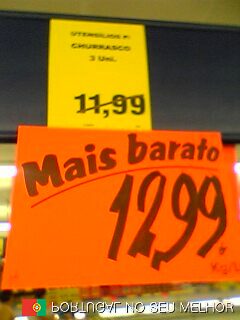 UTENSILIOS P/
CHURRASCO
3 Uni.
11,99
Mais barato
12,99
PORTUGAL NO SEU MELHOR